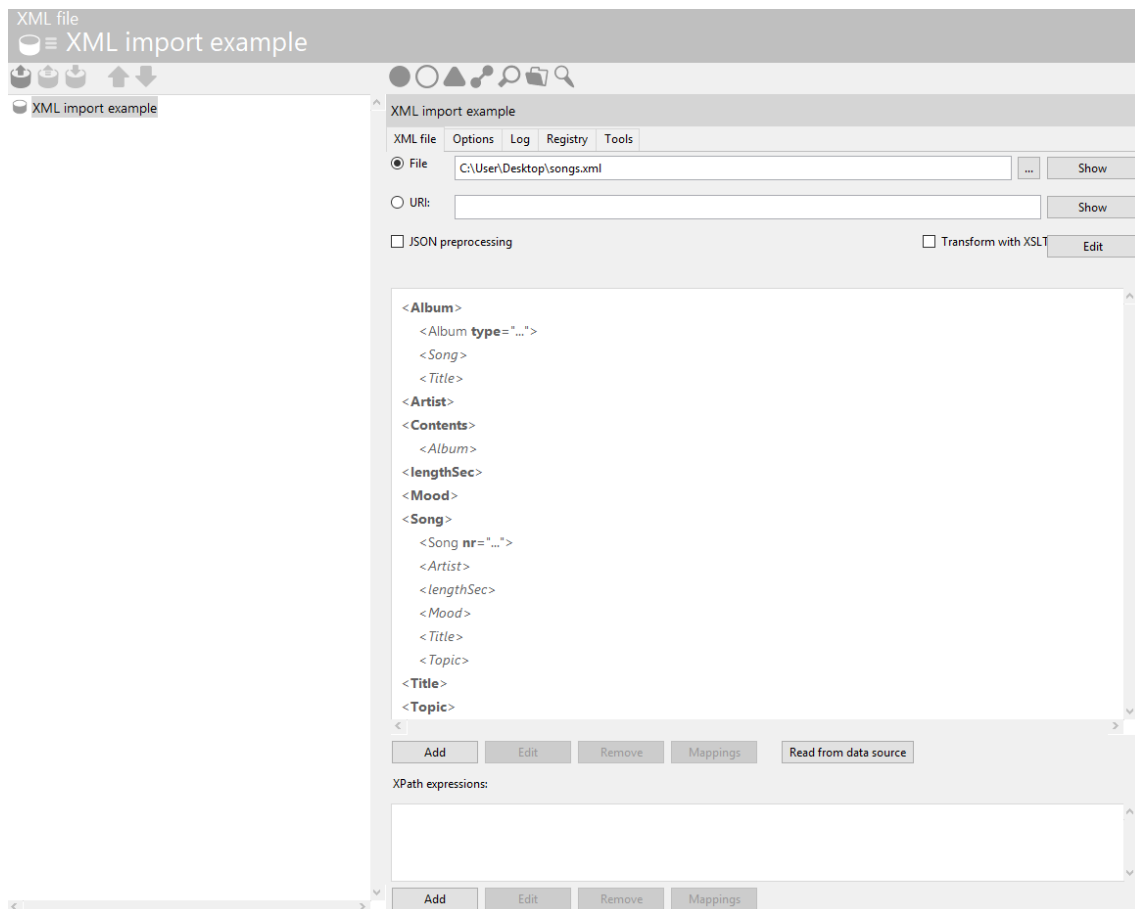 XML file
XML import example
XML import example
XML import example
XML file Options Log Registry Tools
File C:\User\Desktop\songs.xml ... Show
URI: Show
JSON preprocessing Transform with XSLT Edit
<Album>
<Album type="...">
<Song>
<Title>
<Artist>
<Contents>
<Album>
<lengthSec>
<Mood>
<Song>
<Song nr="...">
<Artist>
<lengthSec>
<Mood>
<Title>
<Topic>
<Title>
<Topic>
Add Edit Remove Mappings Read from data source
XPath expressions:
Add Edit Remove Mappings